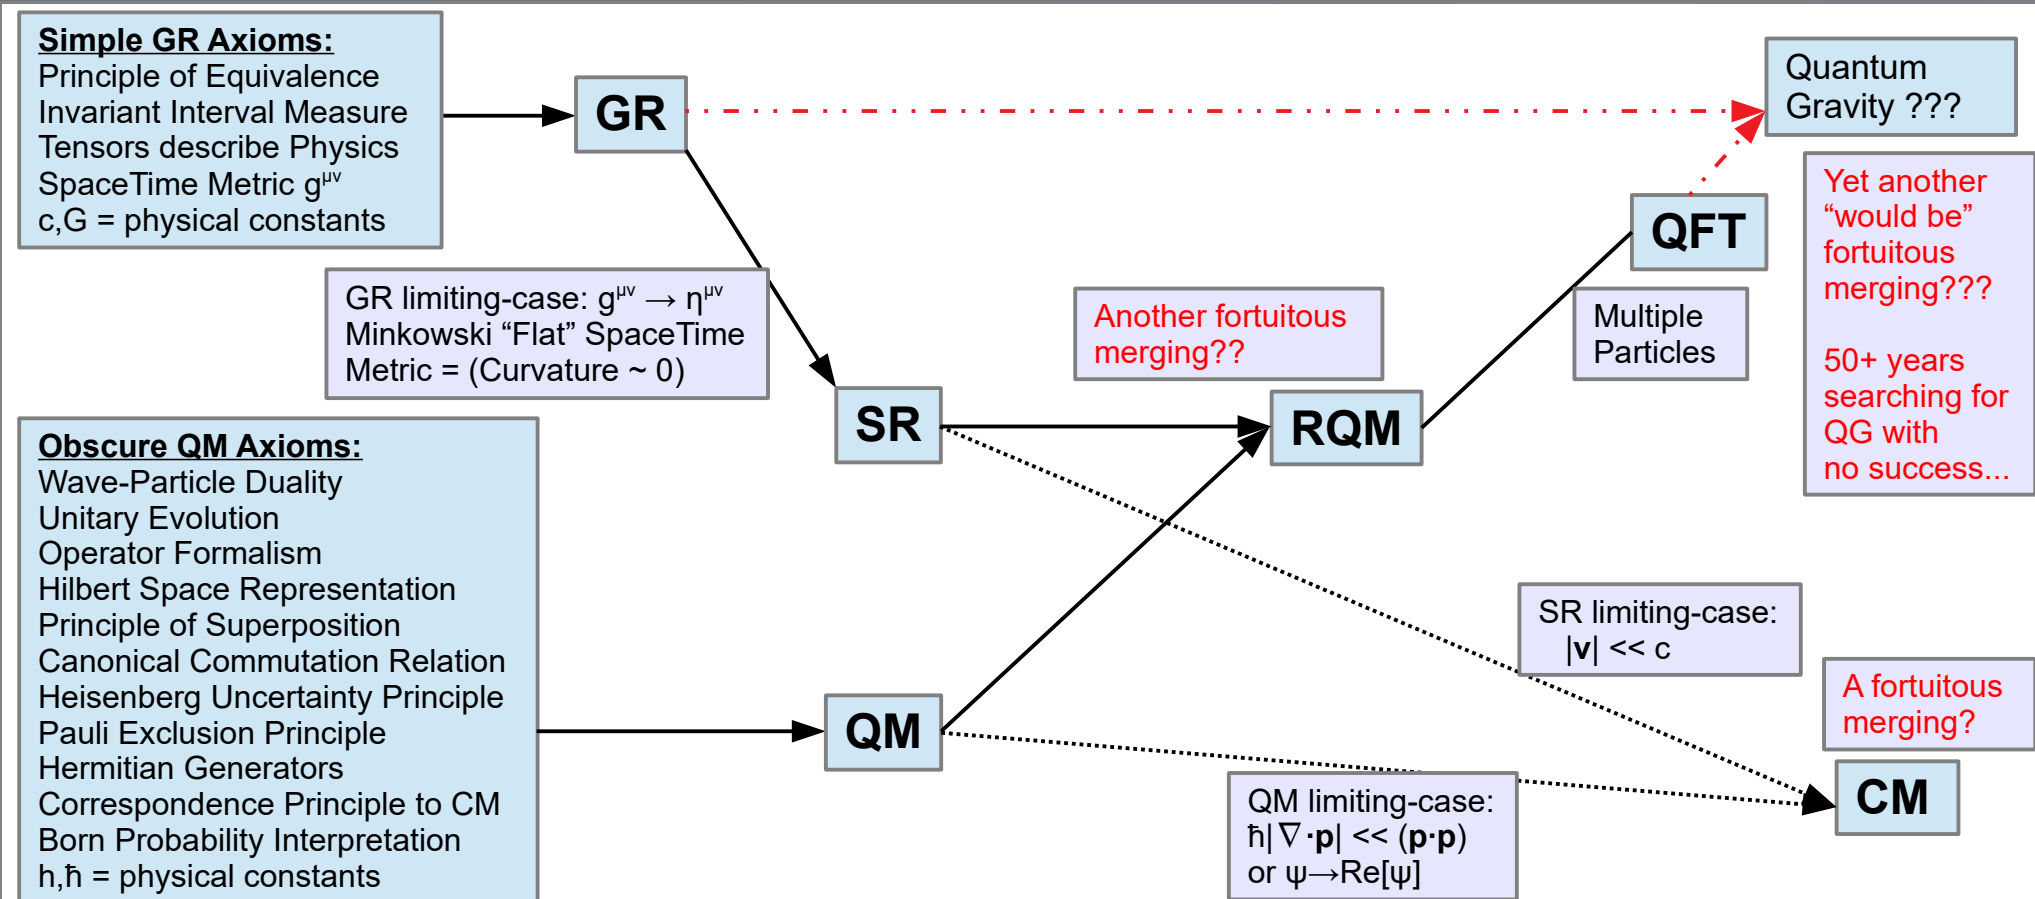 Simple GR Axioms:
Principle of Equivalence
Invariant Interval Measure
Tensors describe Physics
SpaceTime Metric gᵘᵛ
c,G = physical constants
GR
Quantum
Gravity ???
Yet another
“would be”
fortuitous
merging???
50+ years
searching for
QG with
no success...
QFT
Multiple
Particles
GR limiting-case: gᵘᵛ → ηᵘᵛ
Minkowski “Flat” SpaceTime
Metric = (Curvature ~ 0)
Another fortuitous
merging??
SR
RQM
Obscure QM Axioms:
Wave-Particle Duality
Unitary Evolution
Operator Formalism
Hilbert Space Representation
Principle of Superposition
Canonical Commutation Relation
Heisenberg Uncertainty Principle
Pauli Exclusion Principle
Hermitian Generators
Correspondence Principle to CM
Born Probability Interpretation
h,ħ = physical constants
QM
SR limiting-case:
|v| << c
A fortuitous
merging?
CM
QM limiting-case:
ħ|∇·p| << (p·p)
or ψ→Re[ψ]